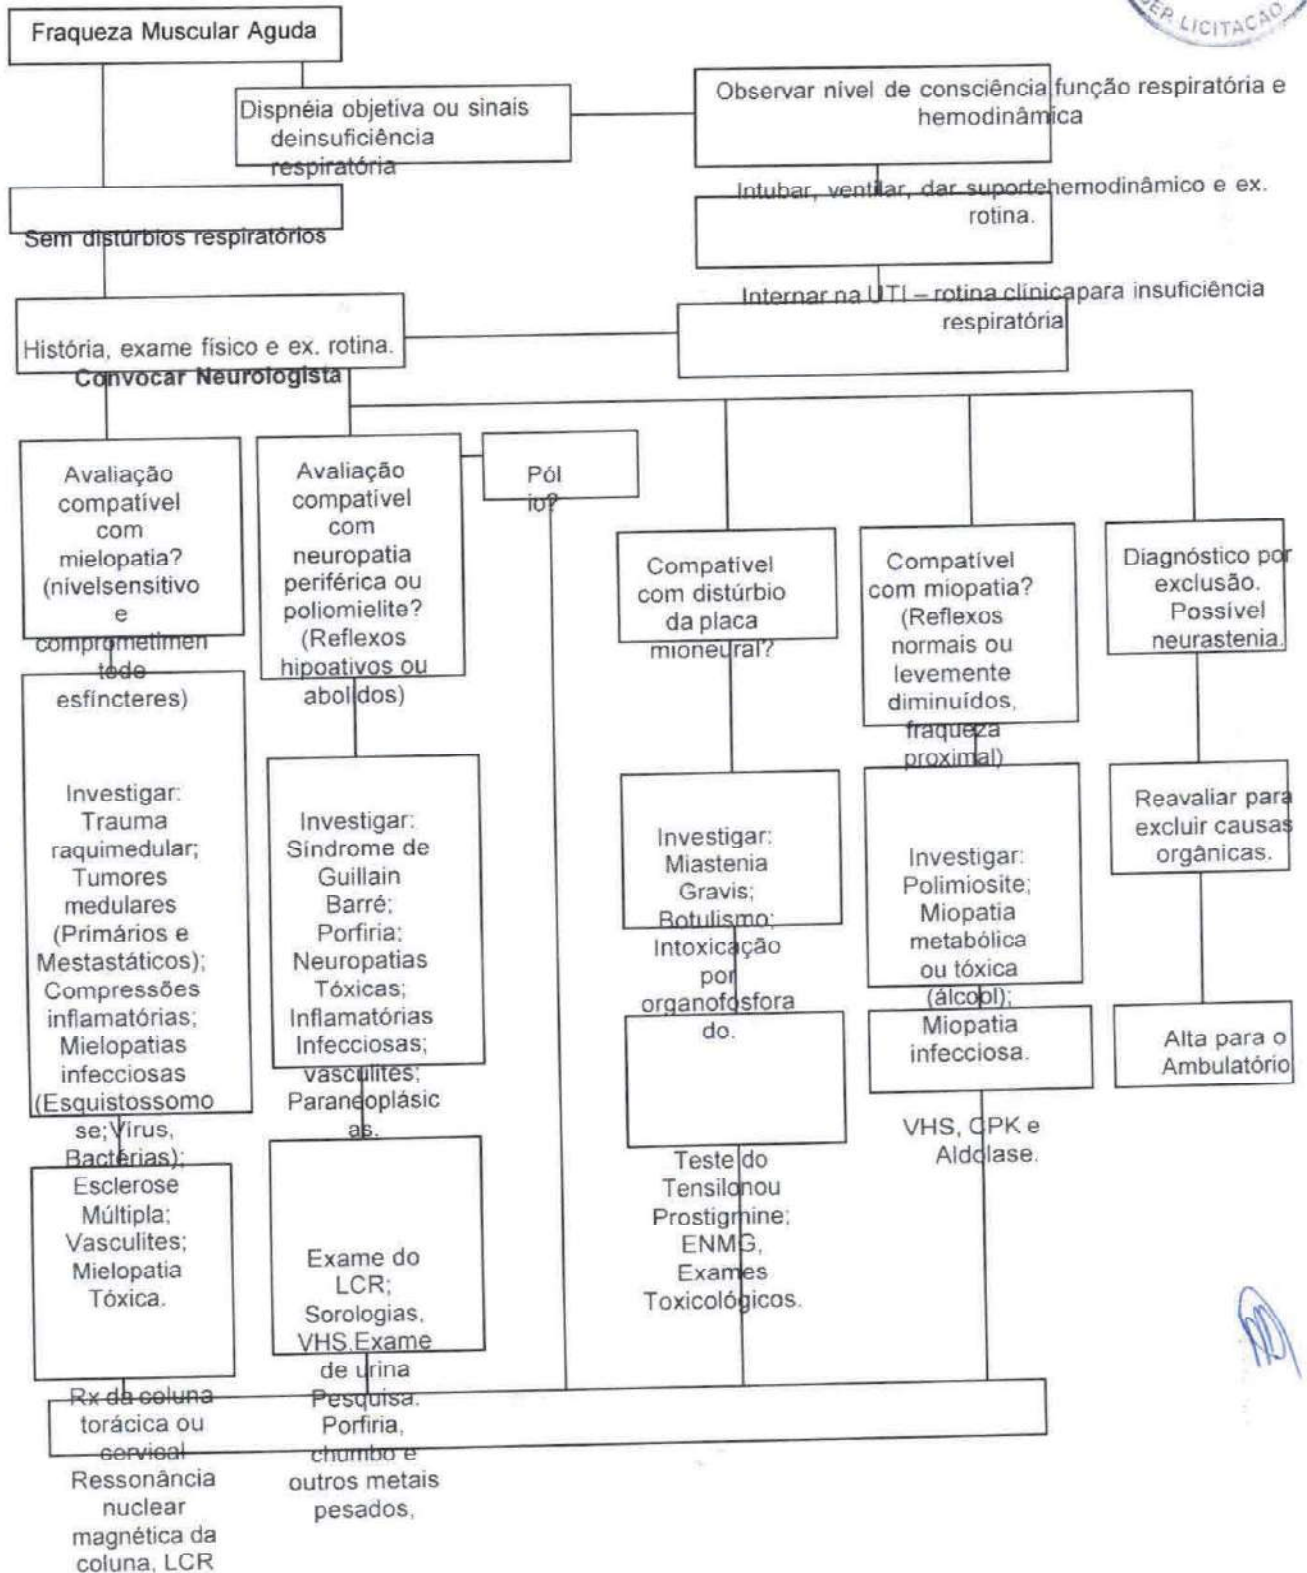 Fraqueza Muscular Aguda
DEP. LICITAÇÃO
Dispnéia objetiva ou sinais
deinsuficiência
respiratória
Observar nível de consciência função respiratória e
hemodinâmica
Intubar, ventilar, dar suportehemodinâmico e ex.
rotina.
Sem distúrbios respiratórios
Internar na UTI – rotina clínicapara insuficiência
respiratória
História, exame físico e ex. rotina.
Convocar Neurologista
Avaliação
compatível
com
mielopatia?
(nivelsensitivo
e
comprometimen
tode
esfíncteres)
Avaliação
compatível
com
neuropatia
periférica ou
poliomielite?
(Reflexos
hipoativos ou
abolidos)
Pól
io?
Compatível
com distúrbio
da placa
mioneural?
Compatível
com miopatia?
(Reflexos
normais ou
levemente
diminuídos,
fraqueza
proximal)
Diagnóstico por
exclusão.
Possível
neurastenia.
Investigar:
Trauma
raquimedular;
Tumores
medulares
(Primários e
Mestastáticos);
Compressões
inflamatórias;
Mielopatias
infecciosas
(Esquistossomo
se;Vírus,
Bactérias);
Esclerose
Múltipla;
Vasculites;
Mielopatia
Tóxica.
Investigar:
Síndrome de
Guillain
Barré;
Porfiria;
Neuropatias
Tóxicas;
Inflamatórias
Infecciosas;
vasculites;
Paraneoplásic
as.
Investigar:
Miastenia
Gravis;
Botulismo;
Intoxicação
por
organofosfora
do.
Investigar:
Polimiosite;
Miopatia
metabólica
ou tóxica
(álcool);
Miopatia
infecciosa.
Reavaliar para
excluir causas
orgânicas.
Alta para o
Ambulatório
VHS, CPK e
Aldolase.
Teste do
Tensilonou
Prostigmine;
ENMG,
Exames
Toxicológicos.
Exame do
LCR;
Sorologias,
VHS.Exame
de urina
Pesquisa.
Porfiria,
chumbo e
outros metais
pesados,
Rx da coluna
torácica ou
cervical
Ressonância
nuclear
magnética da
coluna, LCR